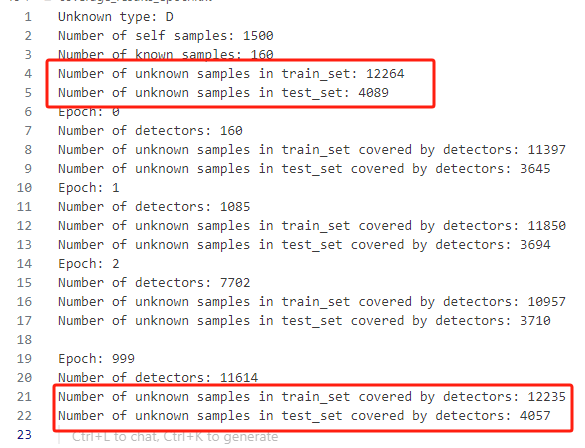 1 Unknown type: D
2 Number of self samples: 1500
3 Number of known samples: 160
4 Number of unknown samples in train_set: 12264
5 Number of unknown samples in test_set: 4089
6 Epoch: 0
7 Number of detectors: 160
8 Number of unknown samples in train_set covered by detectors: 11397
9 Number of unknown samples in test_set covered by detectors: 3645
10 Epoch: 1
11 Number of detectors: 1085
12 Number of unknown samples in train_set covered by detectors: 11850
13 Number of unknown samples in test_set covered by detectors: 3694
14 Epoch: 2
15 Number of detectors: 7702
16 Number of unknown samples in train_set covered by detectors: 10957
17 Number of unknown samples in test_set covered by detectors: 3710
18
19 Epoch: 999
20 Number of detectors: 11614
21 Number of unknown samples in train_set covered by detectors: 12235
22 Number of unknown samples in test_set covered by detectors: 4057
23 Ctrl+L to chat, Ctrl+K to generate